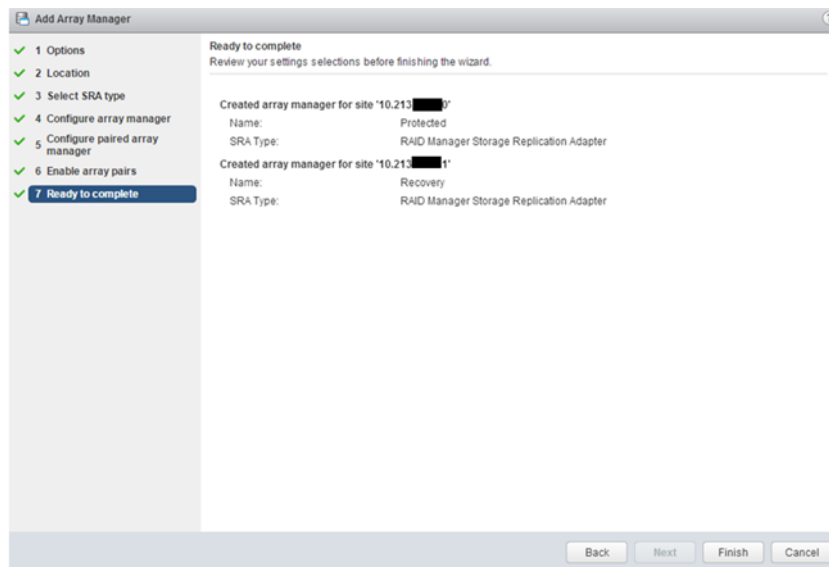 Add Array Manager
1 Options
2 Location
3 Select SRA type
4 Configure array manager
5 Configure paired array
manager
6 Enable array pairs
7 Ready to complete
Ready to complete
Review your settings selections before finishing the wizard.
Created array manager for site '10.213 0'
Name: Protected
SRA Type: RAID Manager Storage Replication Adapter
Created array manager for site '10.213 1'
Name: Recovery
SRA Type: RAID Manager Storage Replication Adapter
Back Next Finish Cancel